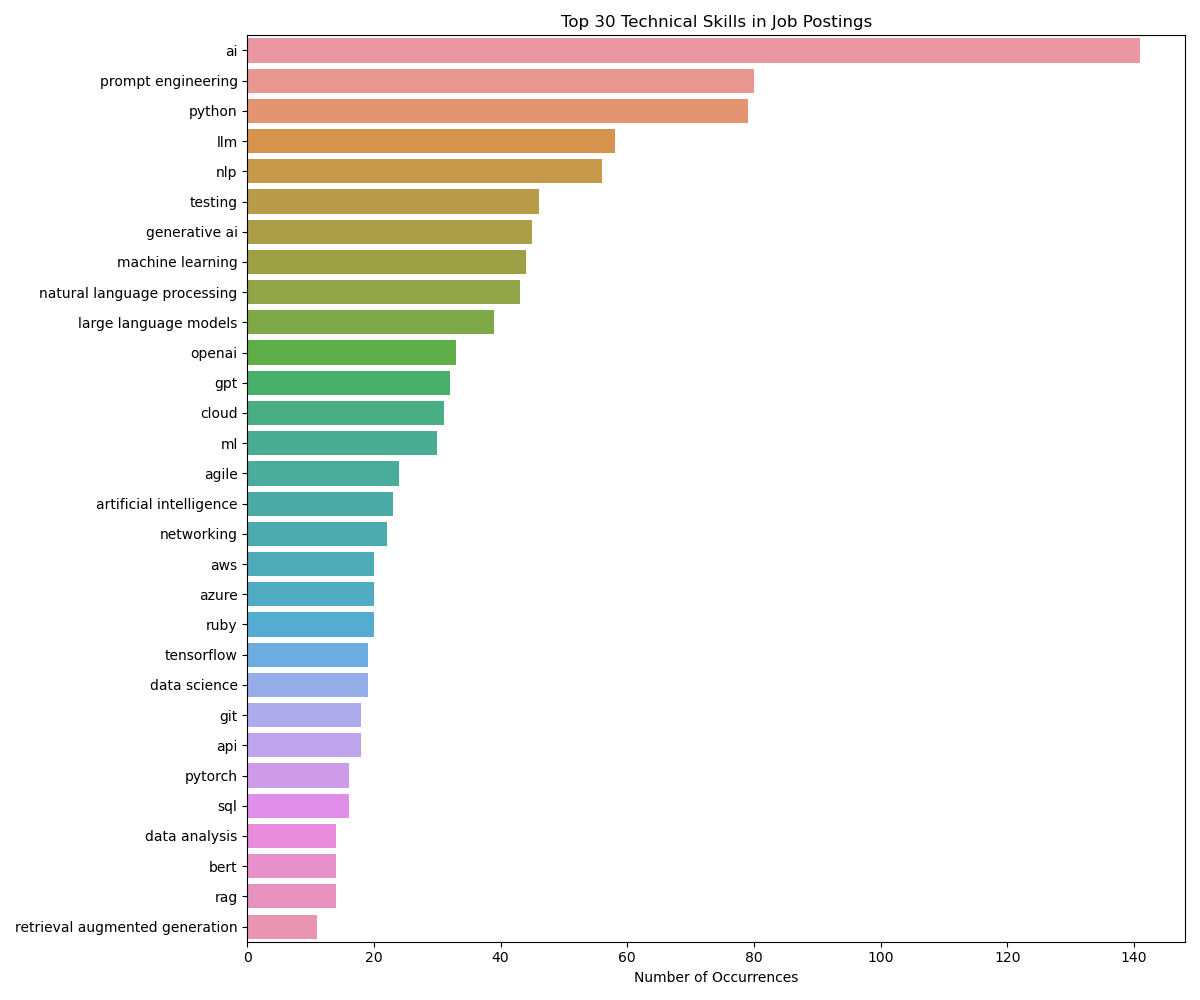 Top 30 Technical Skills in Job Postings
ai
prompt engineering
python
llm
nlp
testing
generative ai
machine learning
natural language processing
large language models
openai
gpt
cloud
ml
agile
artificial intelligence
networking
aws
azure
ruby
tensorflow
data science
git
api
pytorch
sql
data analysis
bert
rag
retrieval augmented generation
0 20 40 60 80 100 120 140
Number of Occurrences